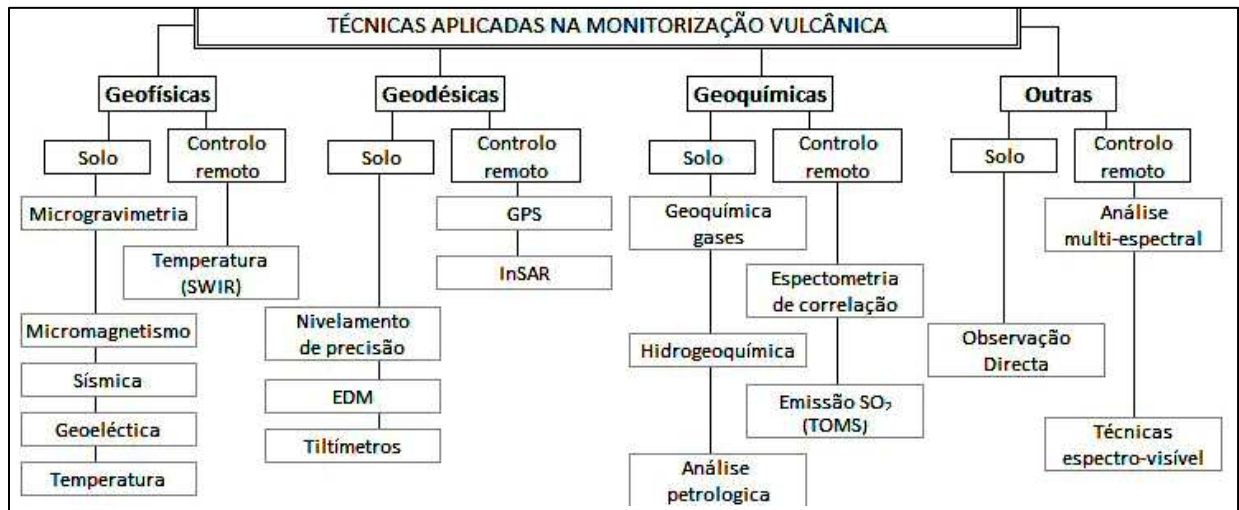 TÉCNICAS APLICADAS NA MONITORIZAÇÃO VULCÂNICA
Geofísicas
Solo
Controlo
remoto
Microgravimetria
Temperatura
(SWIR)
Micromagnetismo
Sísmica
Geoeléctica
Temperatura
Geodésicas
Solo
Controlo
remoto
GPS
InSAR
Nivelamento
de precisão
EDM
Tiltímetros
Geoquímicas
Solo
Controlo
remoto
Geoquímica
gases
Espectometria
de correlação
Hidrogeoquímica
Emissão SO₂
(TOMS)
Análise
petrologica
Outras
Solo
Controlo
remoto
Análise
multi-espectral
Observação
Directa
Técnicas
espectro-visível